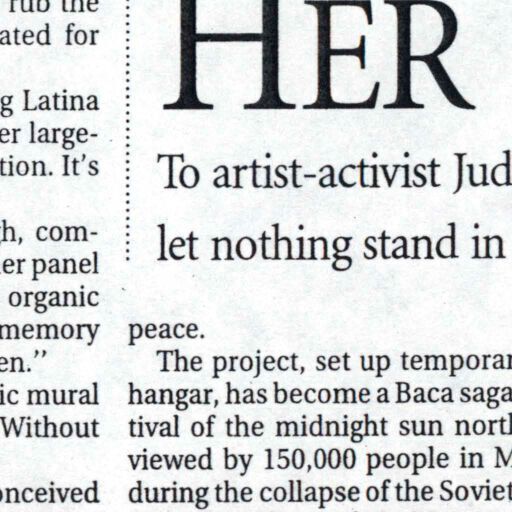 rub the
ated for
g Latina
er large-
tion. It's
h, com-
er panel
organic
memory
en."
ic mural
Without
onceived
HER
To artist-activist Jud
let nothing stand in
peace.
The project, set up temporar
hangar, has become a Baca saga
tival of the midnight sun north
viewed by 150,000 people in M
during the collapse of the Soviet